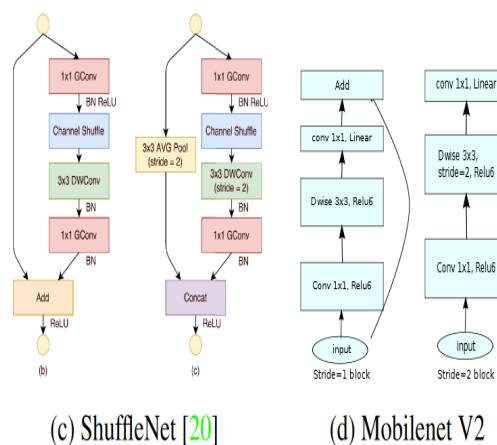 1x1 GConv
BN ReLU
Channel Shuffle
3x3 DWConv
BN
1x1 GConv
BN
Add
ReLU
(b)
1x1 GConv
BN ReLU
3x3 AVG Pool
(stride = 2)
Channel Shuffle
3x3 DWConv
(stride = 2)
BN
1x1 GConv
BN
Concat
ReLU
(c)
(c) ShuffleNet [20]
Add
conv 1x1, Linear
Dwise 3x3, Relu6
Conv 1x1, Relu6
input
Stride=1 block
conv 1x1, Linear
Dwise 3x3,
stride=2, Relu6
Conv 1x1, Relu6
input
Stride=2 block
(d) Mobilenet V2